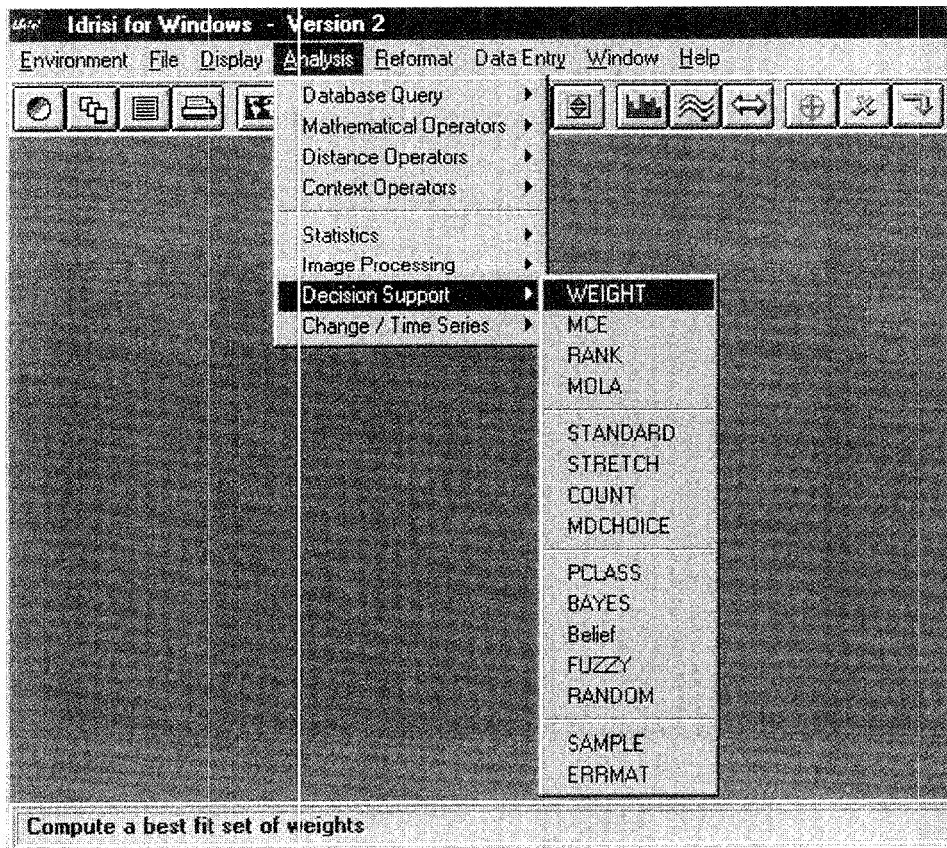 Idrisi for Windows - Version 2
Environment File Display Analysis Reformat Data Entry Window Help
Database Query
Mathematical Operators
Distance Operators
Context Operators
Statistics
Image Processing
Decision Support
Change / Time Series
WEIGHT
MCE
RANK
MOLA
STANDARD
STRETCH
COUNT
MDCHOICE
PCLASS
BAYES
Belief
FUZZY
RANDOM
SAMPLE
ERRMAT
Compute a best fit set of weights